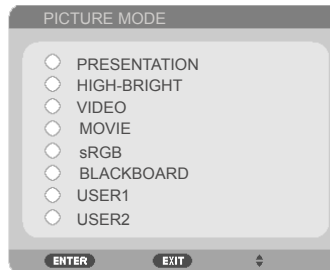 PICTURE MODE
PRESENTATION
HIGH-BRIGHT
VIDEO
MOVIE
sRGB
BLACKBOARD
USER1
USER2
ENTER EXIT